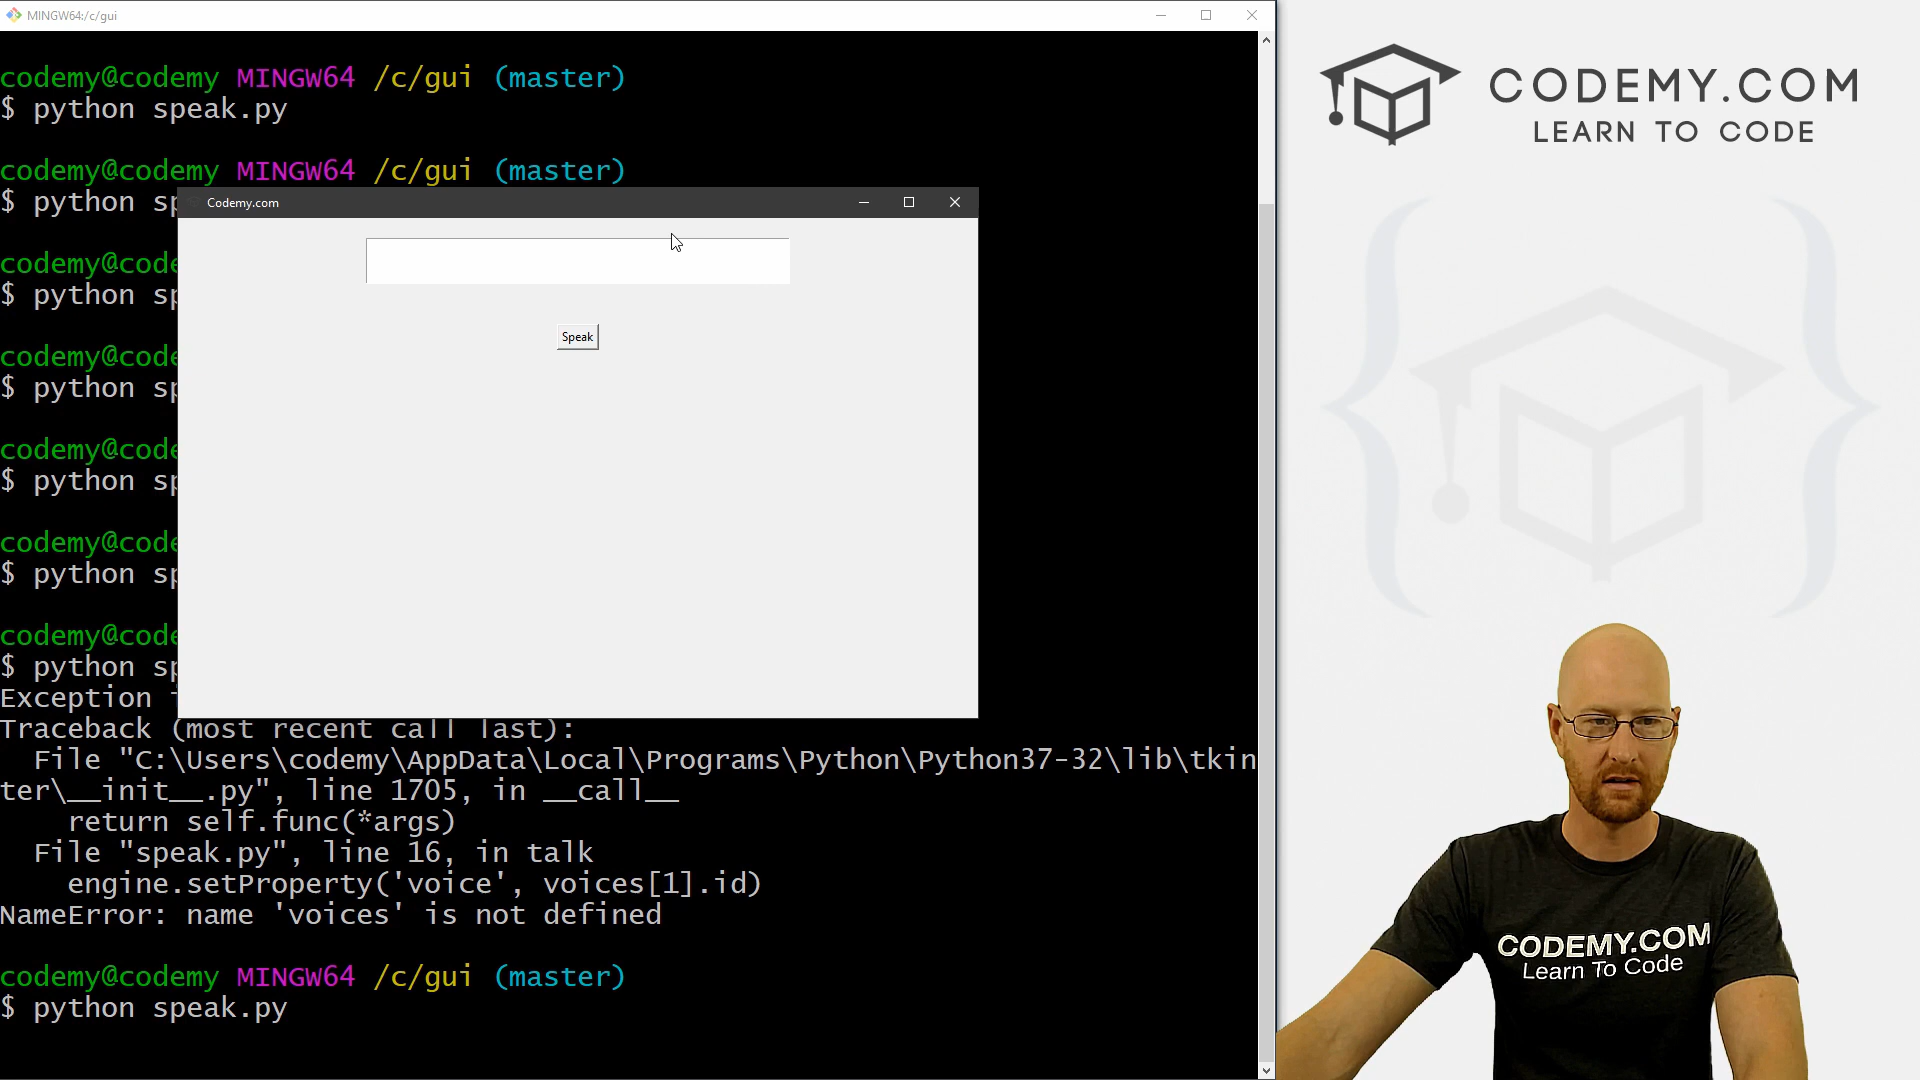 MINGW64:/c/gui
codemy@codemy MINGW64 /c/gui (master)
$ python speak.py
codemy@codemy MINGW64 /c/gui (master)
$ python sp
Codemy.com
codemy@code
$ python sp
Speak
codemy@code
$ python sp
codemy@code
$ python sp
codemy@code
$ python sp
codemy@code
$ python sp
Exception
Traceback (most recent call last):
File "C:\Users\codemy\AppData\Local\Programs\Python\Python37-32\lib\tkin
ter\__init__.py", line 1705, in __call__
return self.func(*args)
File "speak.py", line 16, in talk
engine.setProperty('voice', voices[1].id)
NameError: name 'voices' is not defined
codemy@codemy MINGW64 /c/gui (master)
$ python speak.py
CODEMY.COM
LEARN TO CODE
CODEMY.COM
Learn To Code